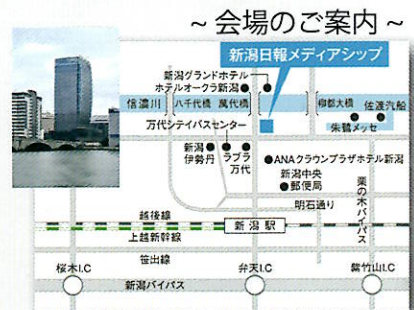 ～会場のご案内～
新潟日報メディアシップ
新潟グランドホテル
ホテルオークラ新潟
信濃川
八千代橋
萬代橋
柳都大橋
佐渡汽船
朱鷺メッセ
万代シテイバスセンター
新潟
伊勢丹
ラブラ
万代
ANAクラウンプラザホテル新潟
新潟中央
郵便局
明石通り
栗の木バイパス
越後線
新潟駅
上越新幹線
笹出線
桜木I.C
弁天I.C
紫竹山I.C
新潟バイパス